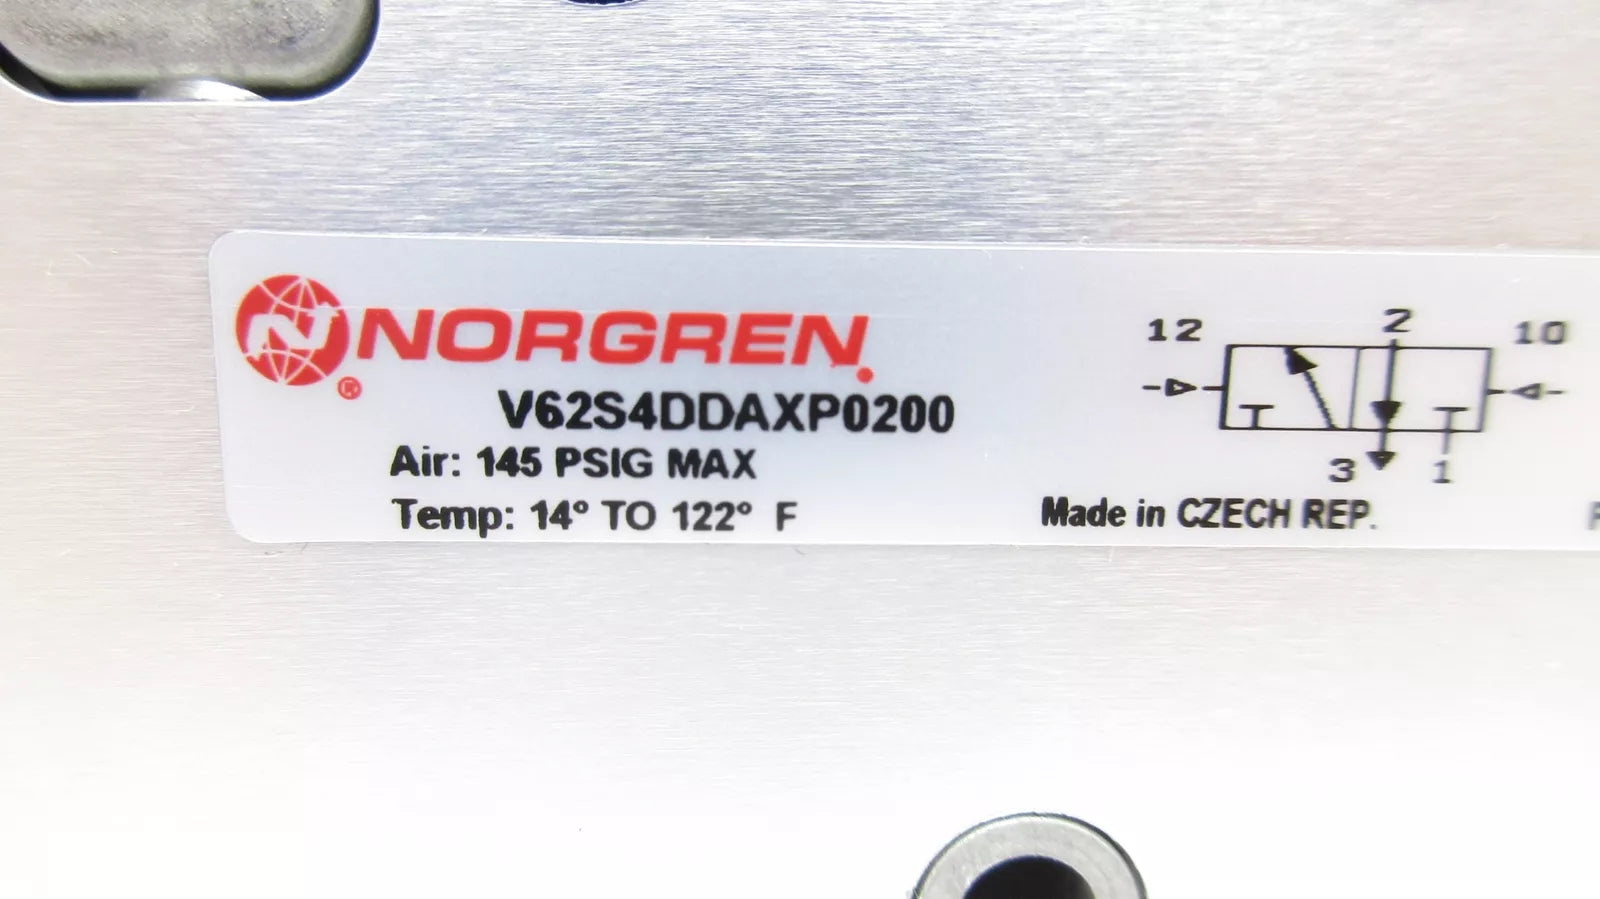 NORGREN
®
V62S4DDAXP0200
Air: 145 PSIG MAX
Temp: 14° TO 122° F
12 2 10
3 1
Made in CZECH REP.